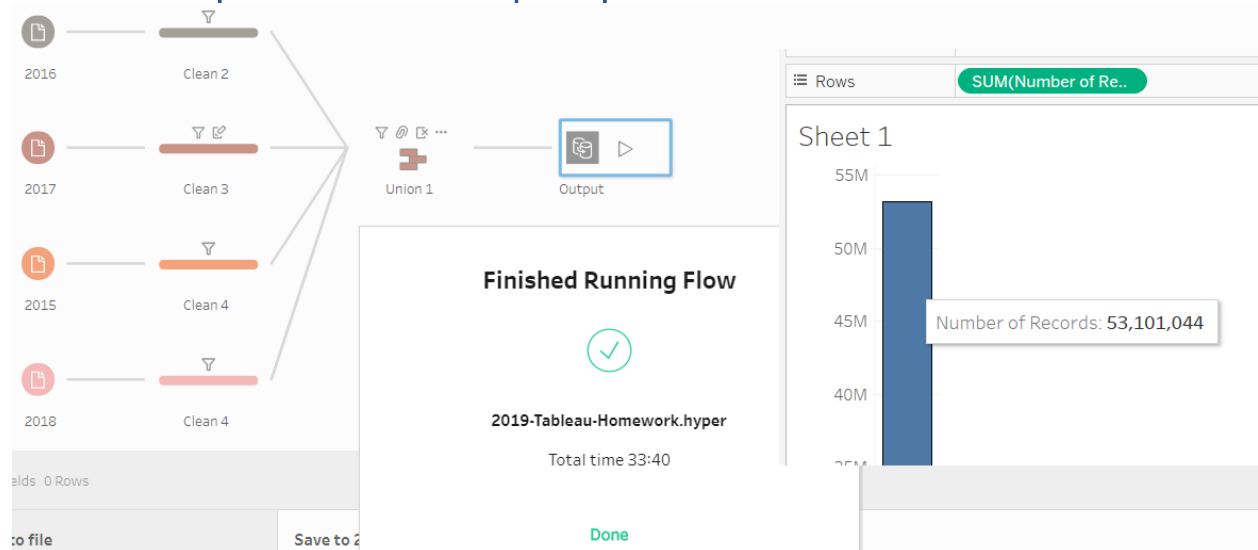 2016
Clean 2
2017
Clean 3
Union 1
Output
2015
Clean 4
2018
Clean 4
Finished Running Flow
2019-Tableau-Homework.hyper
Total time 33:40
Done
elds 0 Rows
to file
Save to 2
Rows
SUM(Number of Re..
Sheet 1
55M
50M
45M
40M
Number of Records: 53,101,044